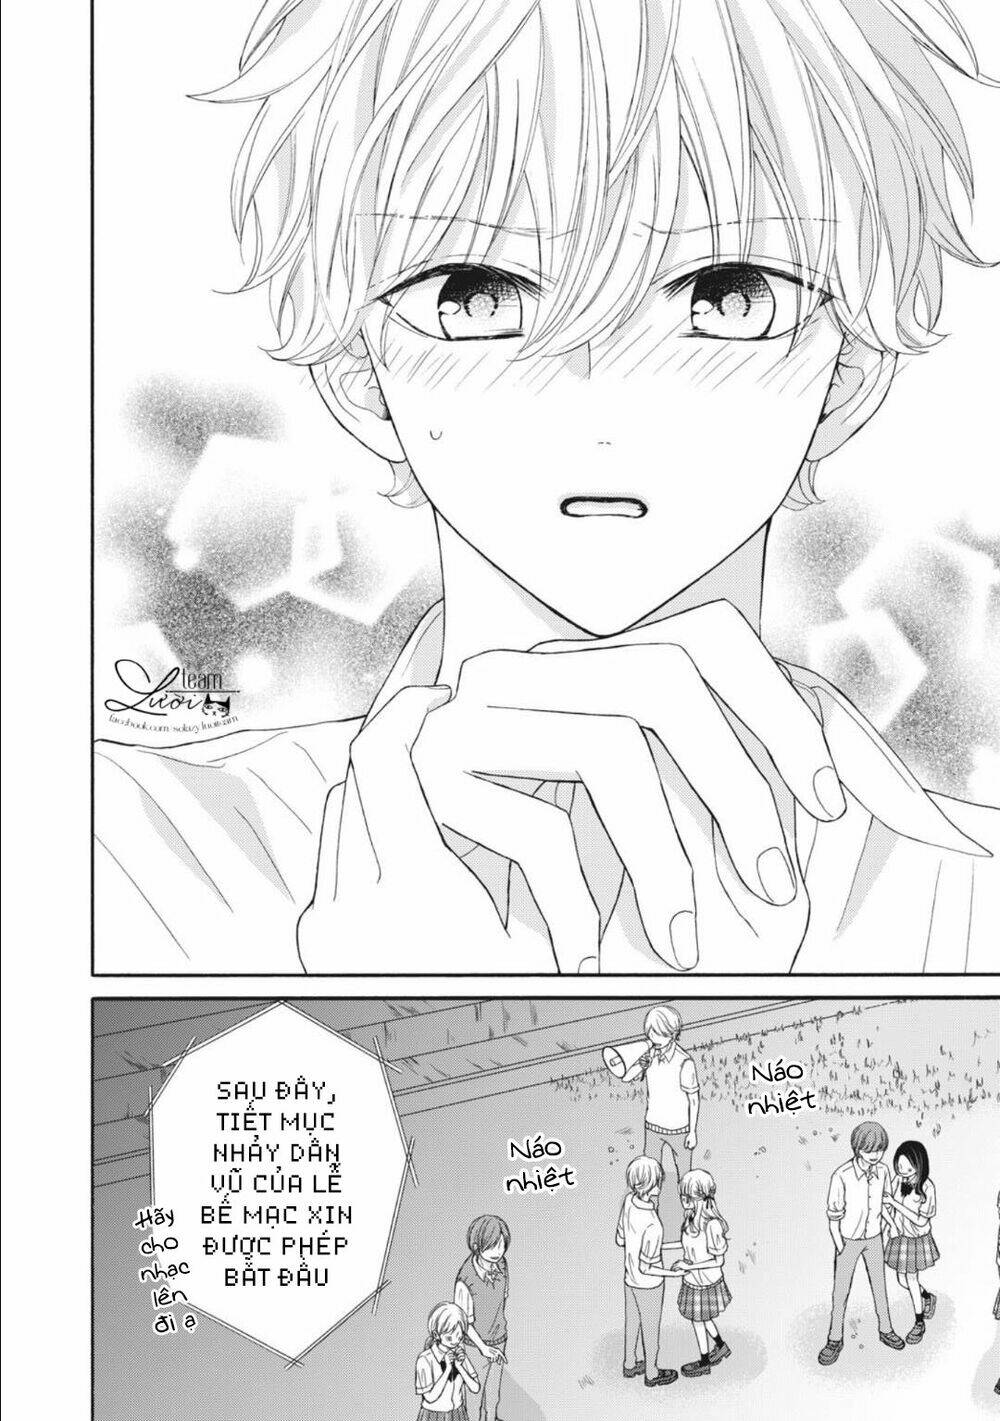 team
Lười
facebook.com/solazy.luoiteam
SAU ĐÂY,
TIẾT MỤC
NHẢY DÂN
VŨ CỦA LỄ
BẾ MẠC XIN
ĐƯỢC PHÉP
BẮT ĐẦU
Hãy
cho
nhạc
lên
đi ạ
Náo
nhiệt
Náo
nhiệt